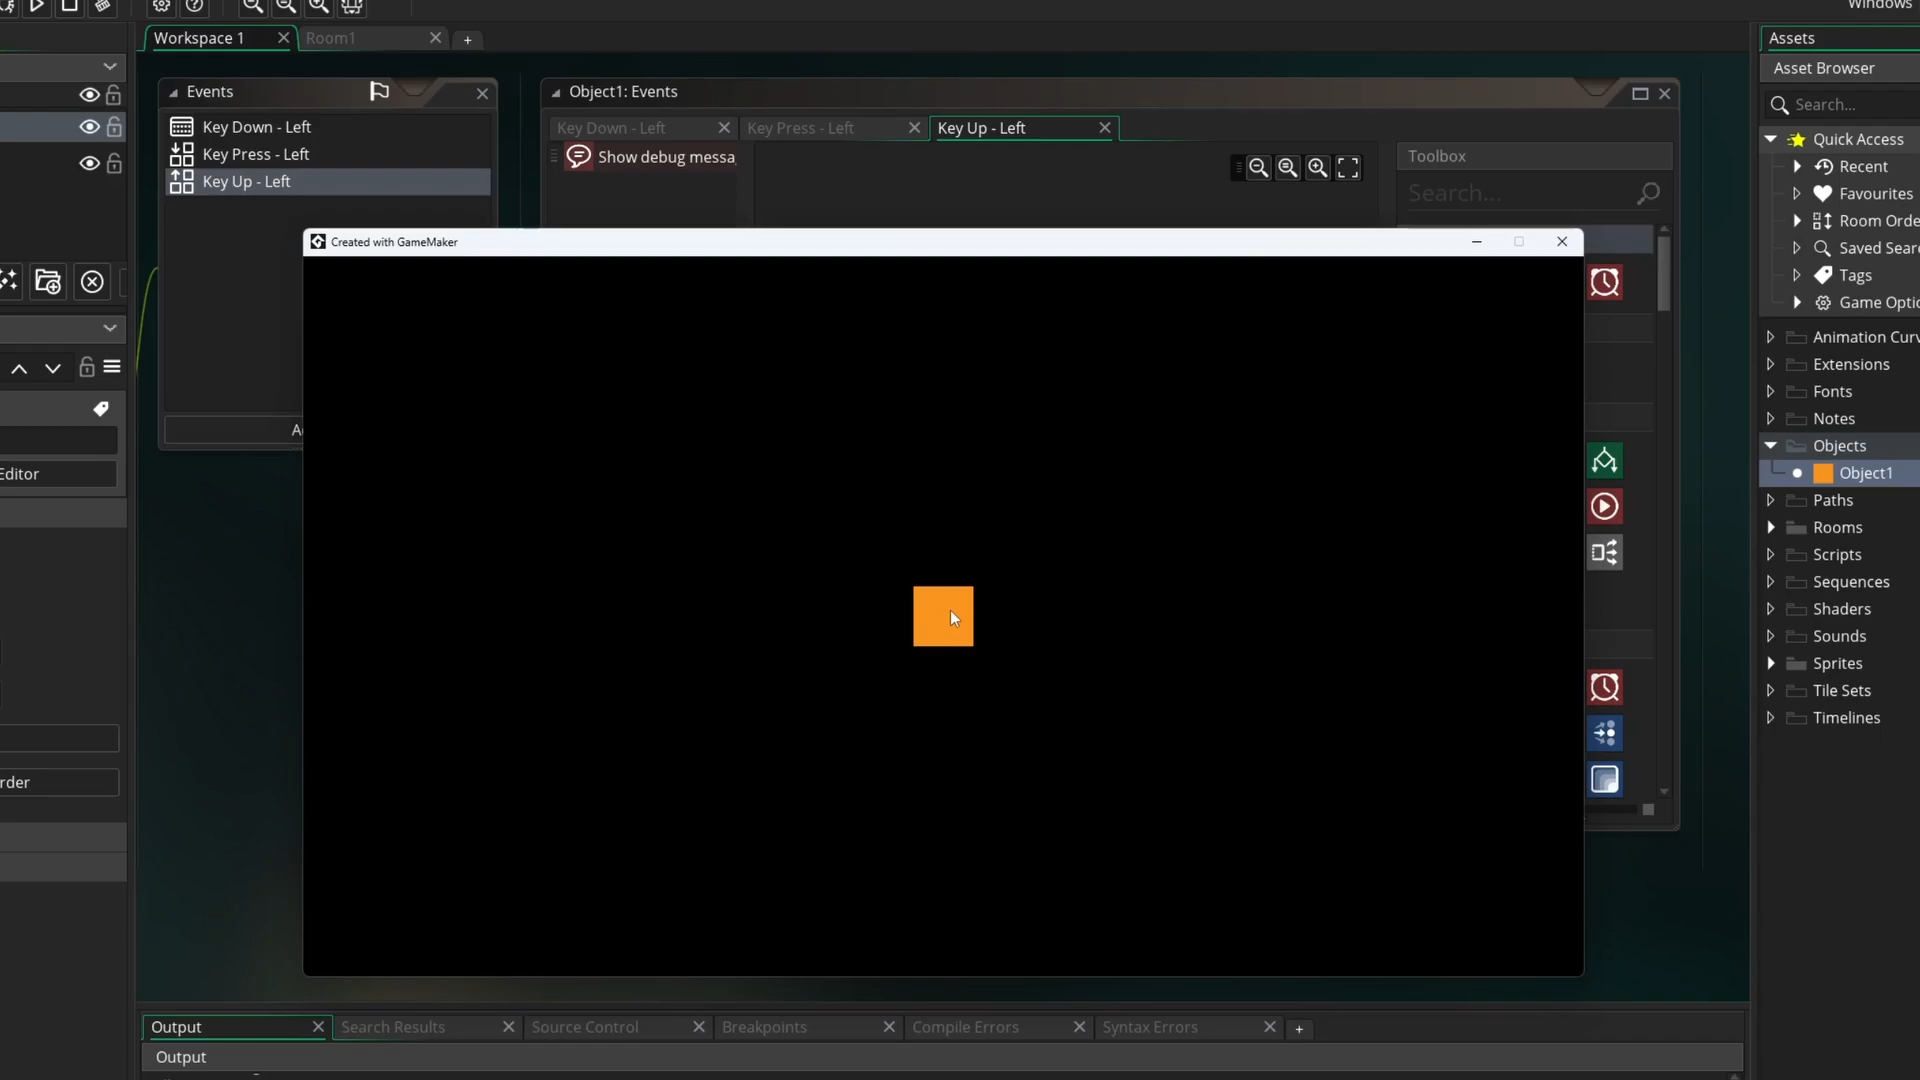 Windows
Workspace 1
Room1
Assets
Asset Browser
Search...
Events
Key Down - Left
Key Press - Left
Key Up - Left
Object1: Events
Key Down - Left
Key Press - Left
Key Up - Left
Show debug messa
Toolbox
Search...
Created with GameMaker
Editor
rder
Quick Access
Recent
Favourites
Room Orde
Saved Sear
Tags
Game Optio
Animation Curv
Extensions
Fonts
Notes
Objects
Object1
Paths
Rooms
Scripts
Sequences
Shaders
Sounds
Sprites
Tile Sets
Timelines
Output
Search Results
Source Control
Breakpoints
Compile Errors
Syntax Errors
Output